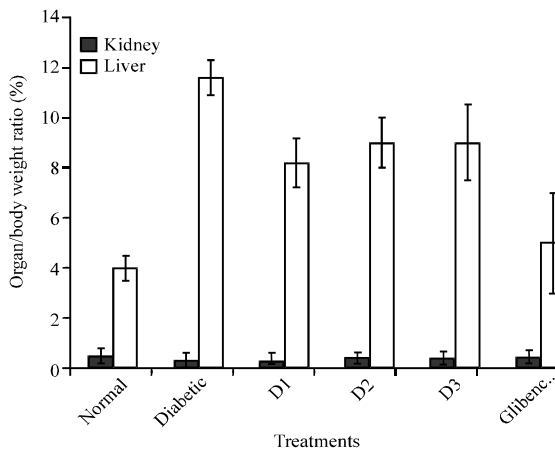 14
12
10
8
6
4
2
0
Organ/body weight ratio (%)
Kidney
Liver
Normal
Diabetic
D1
D2
D3
Glibenc...
Treatments